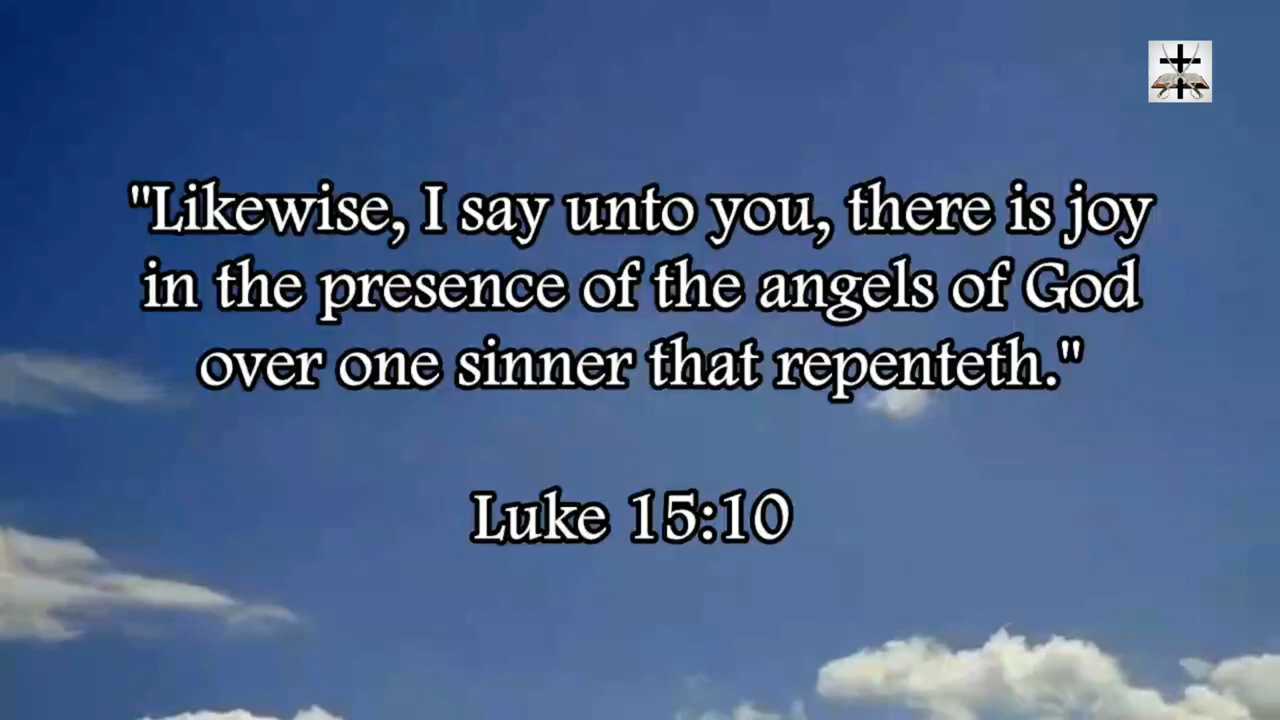 "Likewise, I say unto you, there is joy
in the presence of the angels of God
over one sinner that repenteth."
Luke 15:10